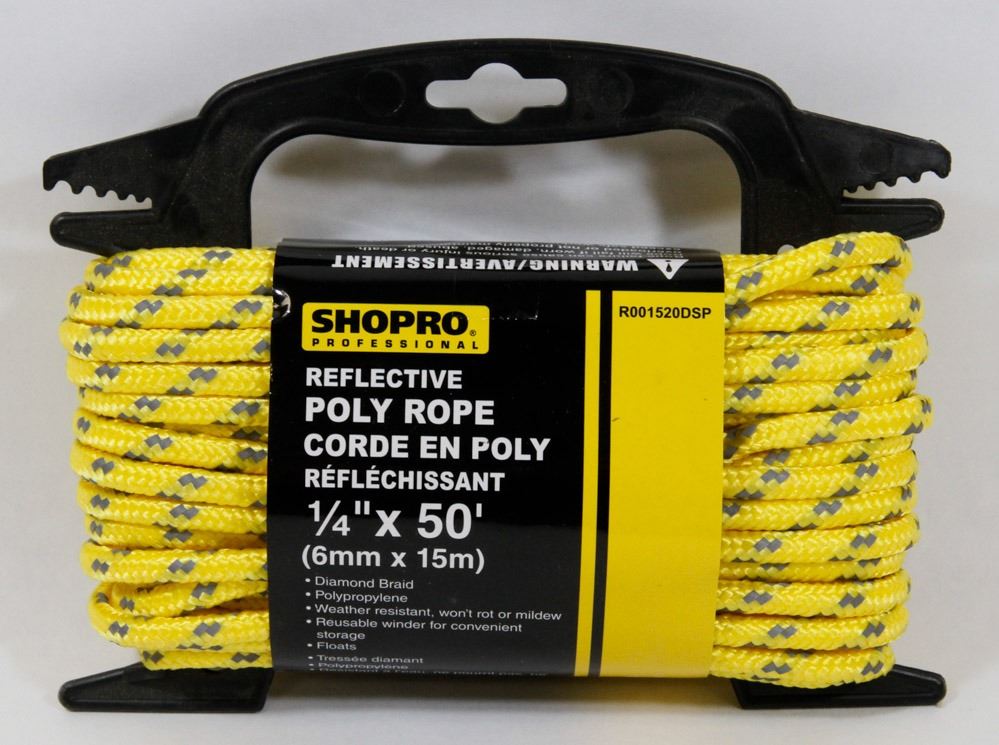 WARNING/AVERTISSEMENT
SHOPRO®
PROFESSIONAL
R001520DSP
REFLECTIVE
POLY ROPE
CORDE EN POLY
RÉFLÉCHISSANT
1/4" x 50'
(6mm x 15m)
• Diamond Braid
• Polypropylene
• Weather resistant, won't rot or mildew
• Reusable winder for convenient
storage
• Floats
• Tressée diamant
• Polypropylène